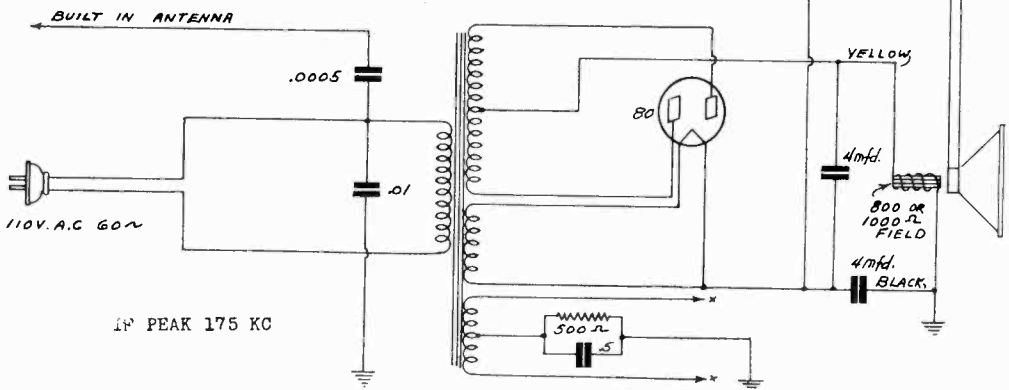 BUILT IN ANTENNA
.0005
.01
110V. A.C 60~
IF PEAK 175 KC
80
YELLOW,
4mfd.
800 OR
1000 Ω
FIELD
4mfd.
BLACK,
500 Ω
.5
x
x